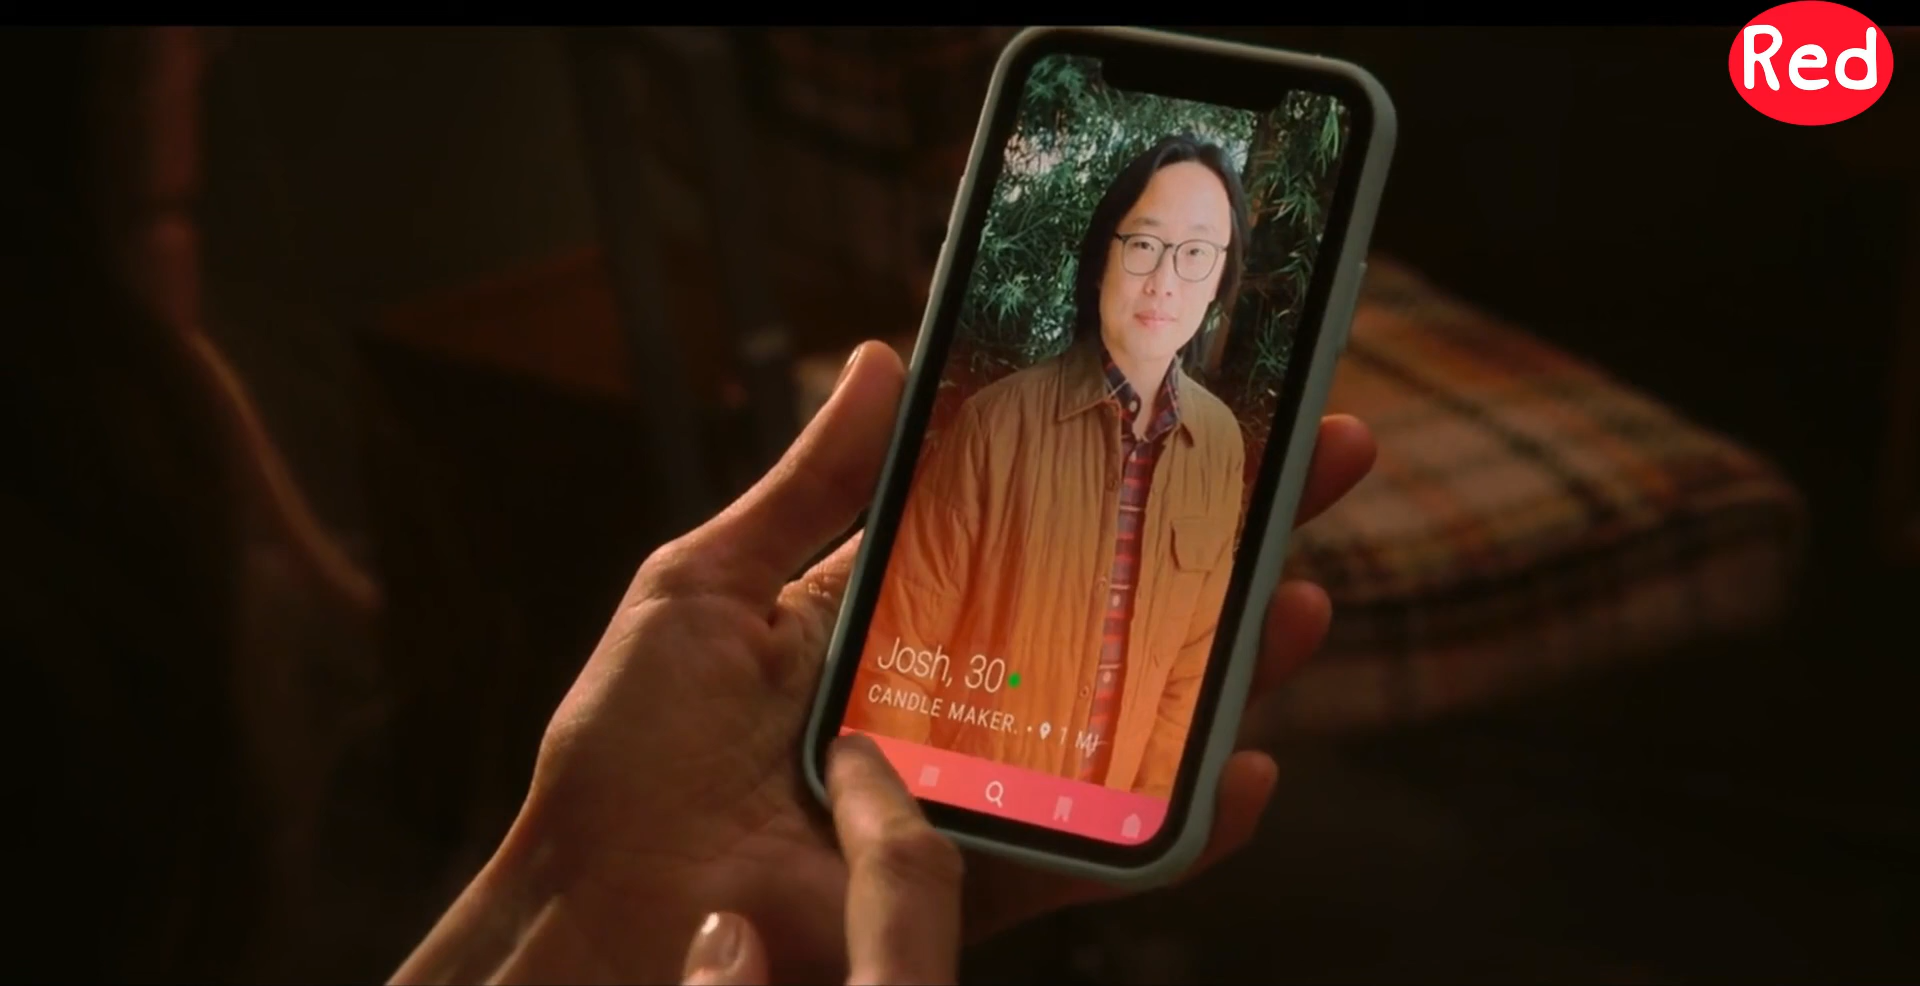 Red
Josh, 30
CANDLE MAKER. • 1 MI